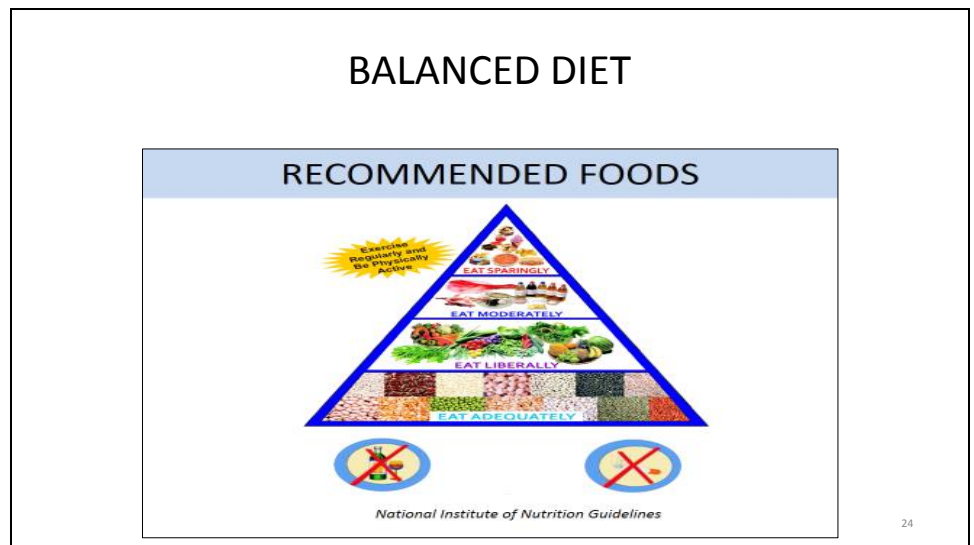 BALANCED DIET
RECOMMENDED FOODS
Exercise
Regularly and
Be Physically
Active
EAT SPARINGLY
EAT MODERATELY
EAT LIBERALLY
EAT ADEQUATELY
National Institute of Nutrition Guidelines
24